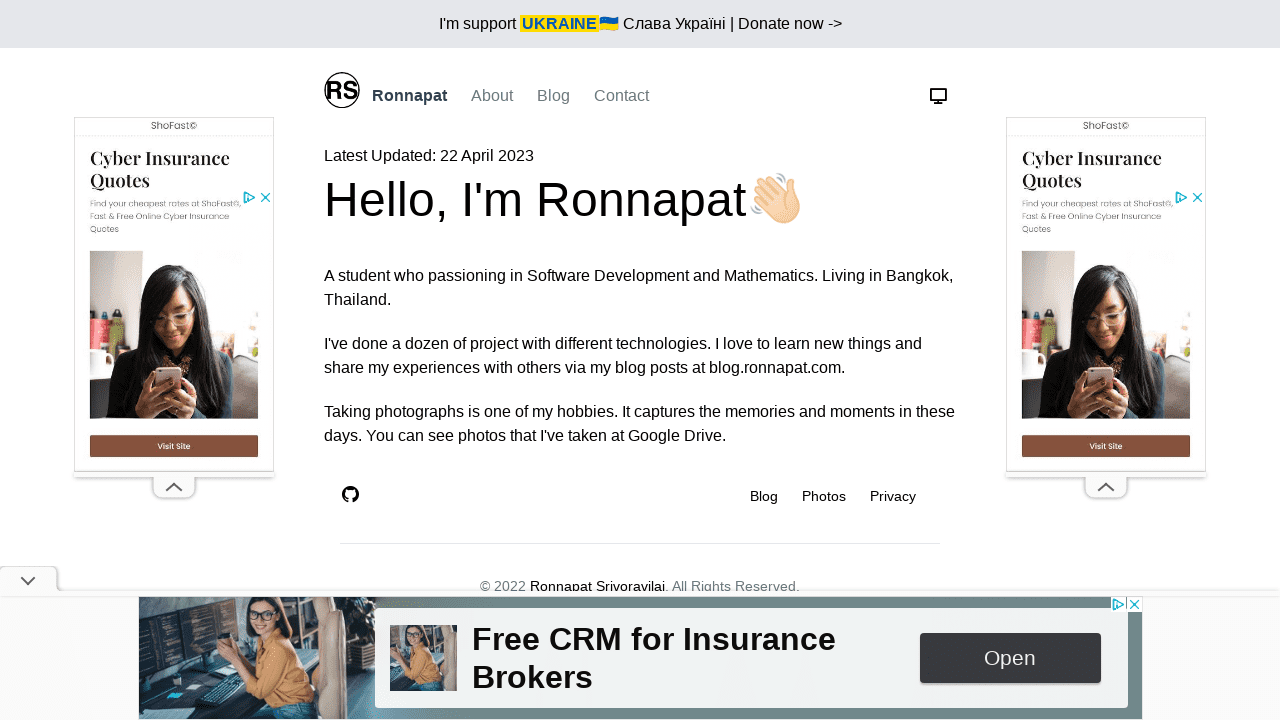 I'm support UKRAINE🇺🇦 Слава Україні | Donate now ->
RS Ronnapat About Blog Contact
Latest Updated: 22 April 2023
Hello, I'm Ronnapat👋🏻
A student who passioning in Software Development and Mathematics. Living in Bangkok,
Thailand.
I've done a dozen of project with different technologies. I love to learn new things and
share my experiences with others via my blog posts at blog.ronnapat.com.
Taking photographs is one of my hobbies. It captures the memories and moments in these
days. You can see photos that I've taken at Google Drive.
Blog Photos Privacy
© 2022 Ronnapat Srivoravilai. All Rights Reserved.
ShoFast©
Cyber Insurance
Quotes
Find your cheapest rates at ShoFast©,
Fast & Free Online Cyber Insurance
Quotes
Visit Site
ShoFast©
Cyber Insurance
Quotes
Find your cheapest rates at ShoFast©,
Fast & Free Online Cyber Insurance
Quotes
Visit Site
Free CRM for Insurance
Brokers
Open